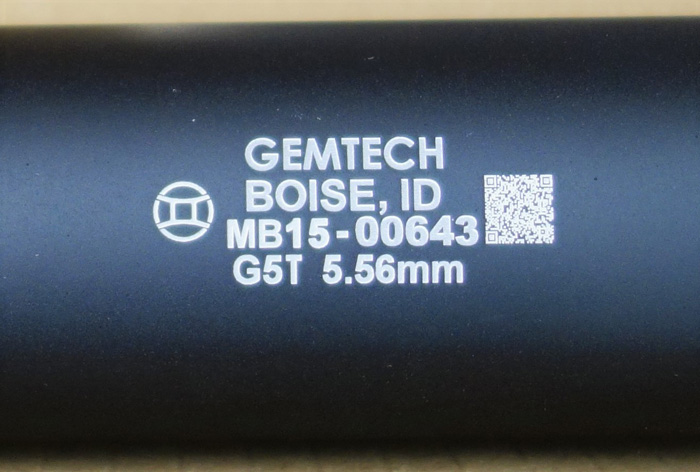 GEMTECH
BOISE, ID
MB15-00643
G5T 5.56mm